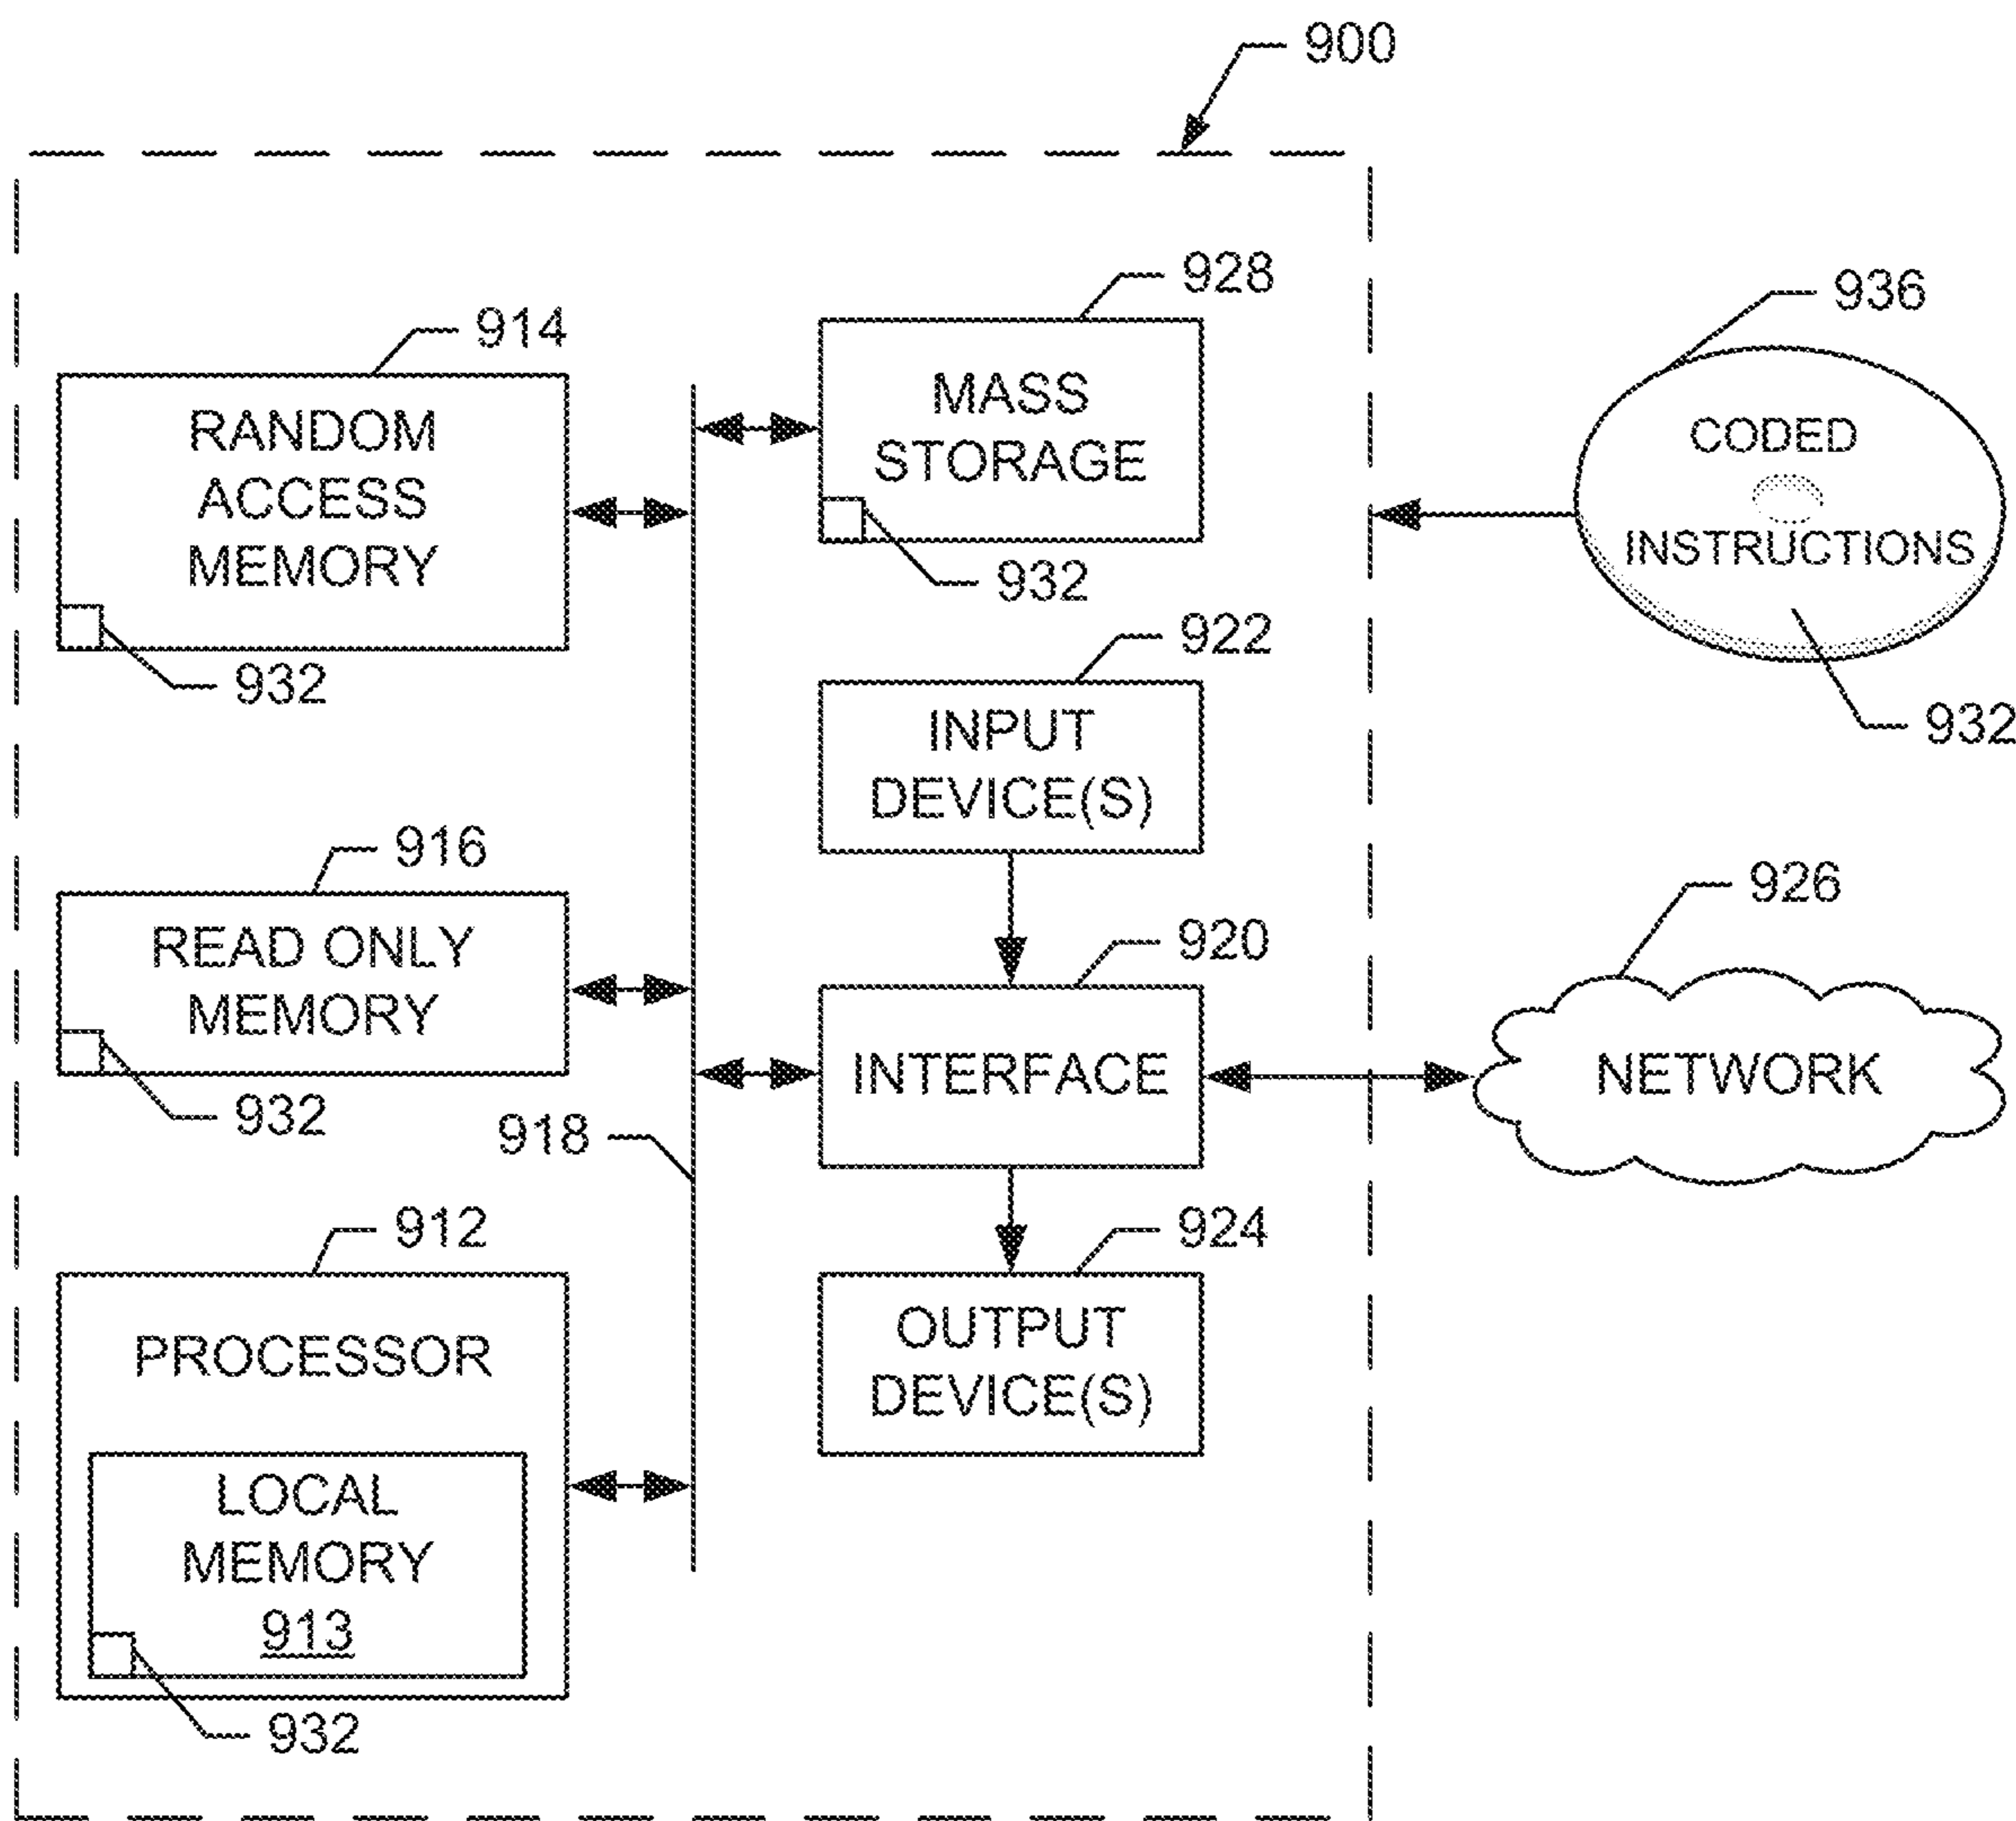 900
914
RANDOM
ACCESS
MEMORY
932
928
MASS
STORAGE
932
936
CODED
INSTRUCTIONS
932
922
INPUT
DEVICE(S)
916
READ ONLY
MEMORY
932
918
920
INTERFACE
926
NETWORK
912
PROCESSOR
LOCAL
MEMORY
913
932
924
OUTPUT
DEVICE(S)